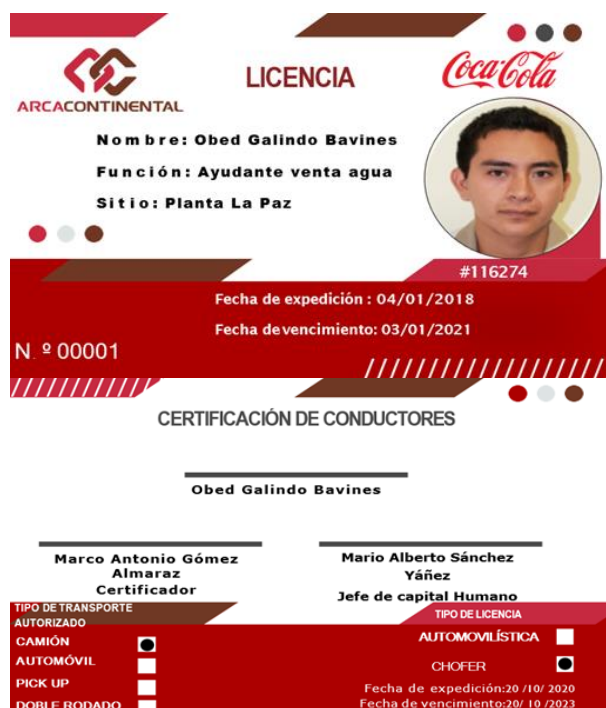 ARCACONTINENTAL
LICENCIA
Coca-Cola
Nombre: Obed Galindo Bavines
Función: Ayudante venta agua
Sitio: Planta La Paz
#116274
Fecha de expedición : 04/01/2018
Fecha de vencimiento: 03/01/2021
N. º 00001
CERTIFICACIÓN DE CONDUCTORES
Obed Galindo Bavines
Marco Antonio Gómez
Almaraz
Certificador
Mario Alberto Sánchez
Yáñez
Jefe de capital Humano
TIPO DE TRANSPORTE
AUTORIZADO
CAMIÓN
AUTOMÓVIL
PICK UP
DOBLE RODADO
TIPO DE LICENCIA
AUTOMOVILÍSTICA
CHOFER
Fecha de expedición:20 /10/ 2020
Fecha de vencimiento:20/ 10 /2023